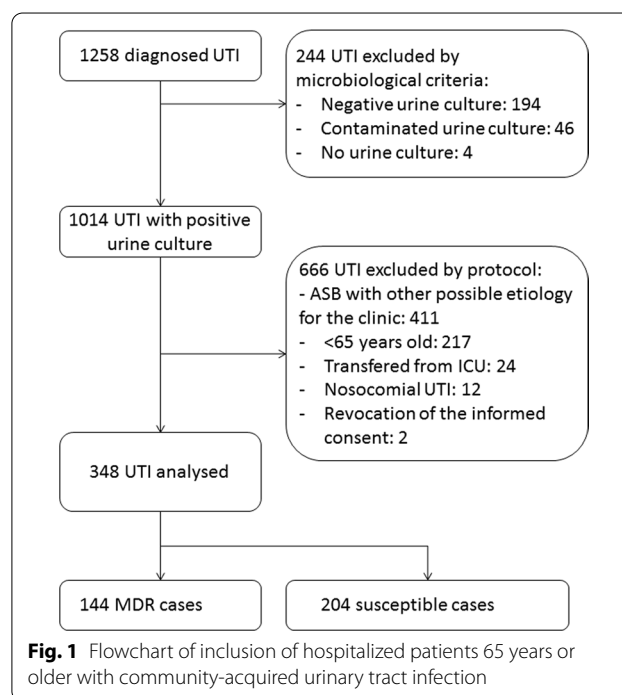 1258 diagnosed UTI
244 UTI excluded by
microbiological criteria:
- Negative urine culture: 194
- Contaminated urine culture: 46
- No urine culture: 4
1014 UTI with positive
urine culture
666 UTI excluded by protocol:
- ASB with other possible etiology
for the clinic: 411
- <65 years old: 217
- Transfered from ICU: 24
- Nosocomial UTI: 12
- Revocation of the informed
consent: 2
348 UTI analysed
144 MDR cases
204 susceptible cases
Fig. 1 Flowchart of inclusion of hospitalized patients 65 years or
older with community-acquired urinary tract infection